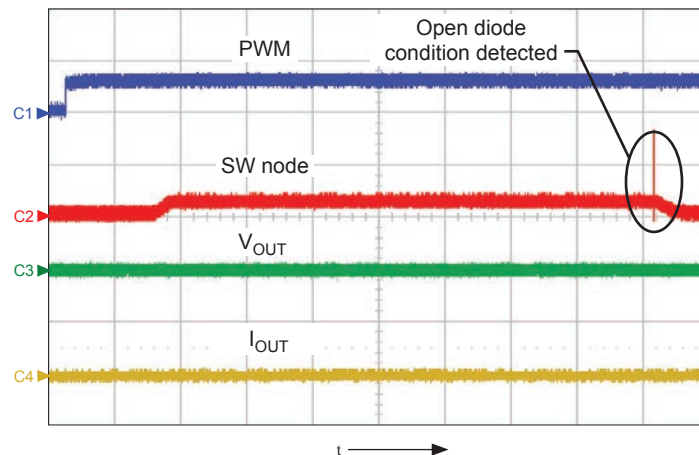 Open diode
condition detected
PWM
C1
SW node
C2
VOUT
C3
IOUT
C4
t